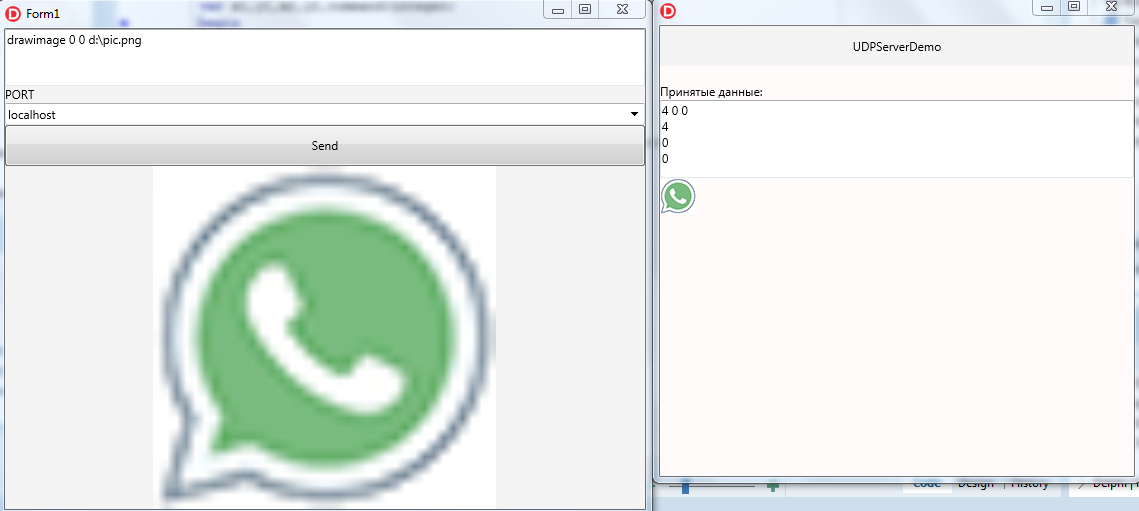 Form1
drawimage 0 0 d:\pic.png
PORT
localhost
Send
UDPServerDemo
Принятые данные:
4 0 0
4
0
0
Code Design History